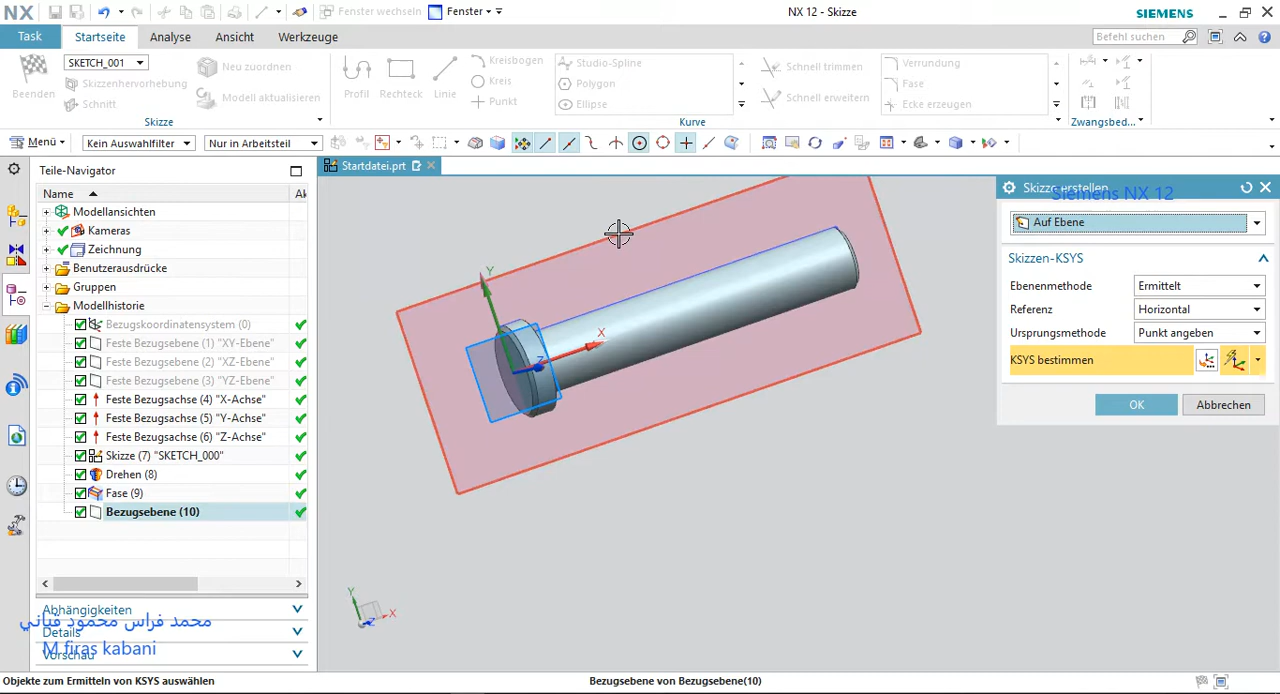 NX
Fenster wechseln
Fenster
NX 12 - Skizze
SIEMENS
Task
Startseite
Analyse
Ansicht
Werkzeuge
Befehl suchen
Beenden
SKETCH_001
Skizzenhervorhebung
Schnitt
Neu zuordnen
Modell aktualisieren
Skizze
Profil
Rechteck
Linie
Kreisbogen
Kreis
Punkt
Studio-Spline
Polygon
Ellipse
Schnell trimmen
Schnell erweitern
Verrundung
Fase
Ecke erzeugen
Kurve
Zwangsbed...
Menü
Kein Auswahlfilter
Nur in Arbeitsteil
Teile-Navigator
Startdatei.prt
Name
Ak
Modellansichten
Kameras
Zeichnung
Benutzerausdrücke
Gruppen
Modellhistorie
Bezugskoordinatensystem (0)
Feste Bezugsebene (1) "XY-Ebene"
Feste Bezugsebene (2) "XZ-Ebene"
Feste Bezugsebene (3) "YZ-Ebene"
Feste Bezugsachse (4) "X-Achse"
Feste Bezugsachse (5) "Y-Achse"
Feste Bezugsachse (6) "Z-Achse"
Skizze (7) "SKETCH_000"
Drehen (8)
Fase (9)
Bezugsebene (10)
Abhängigkeiten
محمد فراس محمود قباني
Details
M firas kabani
Vorschau
Y
X
Z
Y
X
Z
Skizze erstellen
Siemens NX 12
Auf Ebene
Skizzen-KSYS
Ebenenmethode
Ermittelt
Referenz
Horizontal
Ursprungsmethode
Punkt angeben
KSYS bestimmen
OK
Abbrechen
Objekte zum Ermitteln von KSYS auswählen
Bezugsebene von Bezugsebene(10)